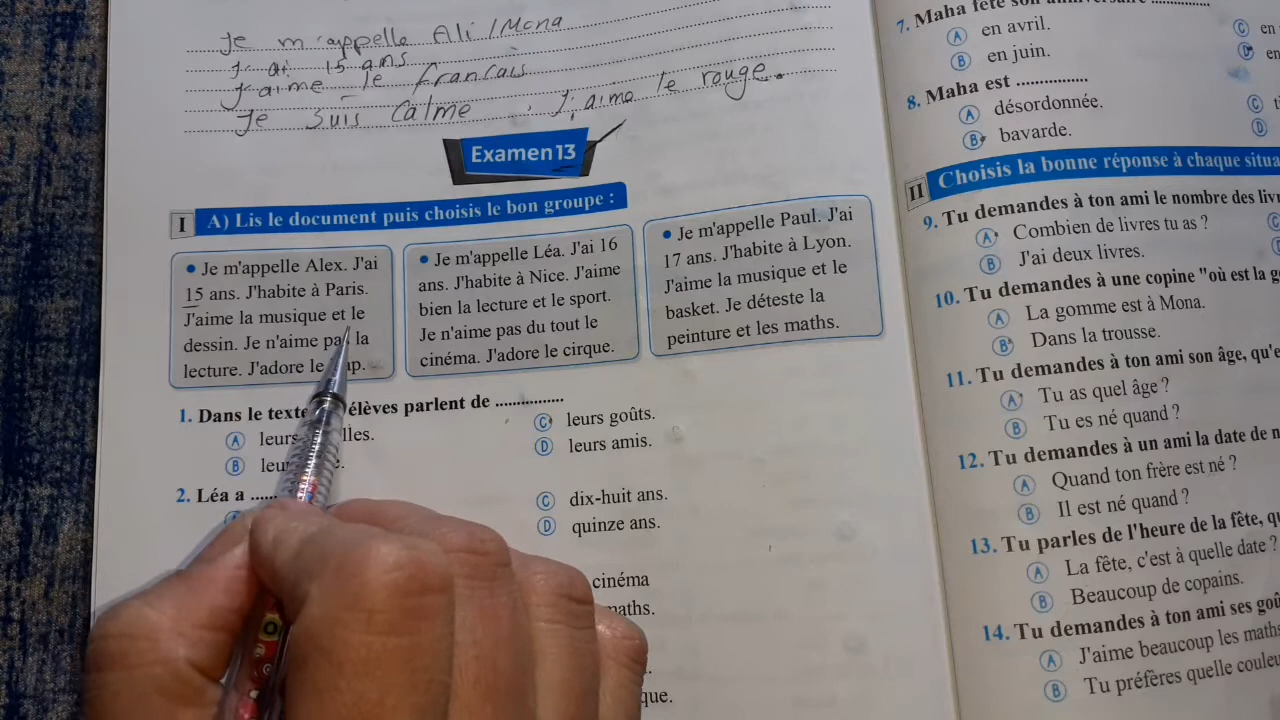 Je m'appelle Ali/Mona
J'ai 15 ans
J'aime le francais
Je suis calme . J'aime le rouge.
Examen 13
I A) Lis le document puis choisis le bon groupe :
• Je m'appelle Alex. J'ai
15 ans. J'habite à Paris.
J'aime la musique et le
dessin. Je n'aime pas la
lecture. J'adore le
• Je m'appelle Léa. J'ai 16
ans. J'habite à Nice. J'aime
bien la lecture et le sport.
Je n'aime pas du tout le
cinéma. J'adore le cirque.
• Je m'appelle Paul. J'ai
17 ans. J'habite à Lyon.
J'aime la musique et le
basket. Je déteste la
peinture et les maths.
1. Dans le texte élèves parlent de ...............
A leurs
B
C leurs goûts.
D leurs amis.
2. Léa a ......
C dix-huit ans.
D quinze ans.
cinéma
maths.
7. Maha fête son anniversaire ...............
A en avril.
B en juin.
C en
D en
8. Maha est ...............
A désordonnée.
B bavarde.
C
D
II Choisis la bonne réponse à chaque
9. Tu demandes à ton ami le nombre des
A Combien de livres tu as ?
B J'ai deux livres.
C
10. Tu demandes à une copine "où est la
A La gomme est à Mona.
B Dans la trousse.
11. Tu demandes à ton ami son âge,
A Tu as quel âge ?
B Tu es né quand ?
12. Tu demandes à un ami la date de
A Quand ton frère est né ?
B Il est né quand ?
13. Tu parles de l'heure de la fête,
A La fête, c'est à quelle date ?
B Beaucoup de copains.
14. Tu demandes à ton ami ses
A J'aime beaucoup les
B Tu préfères quelle